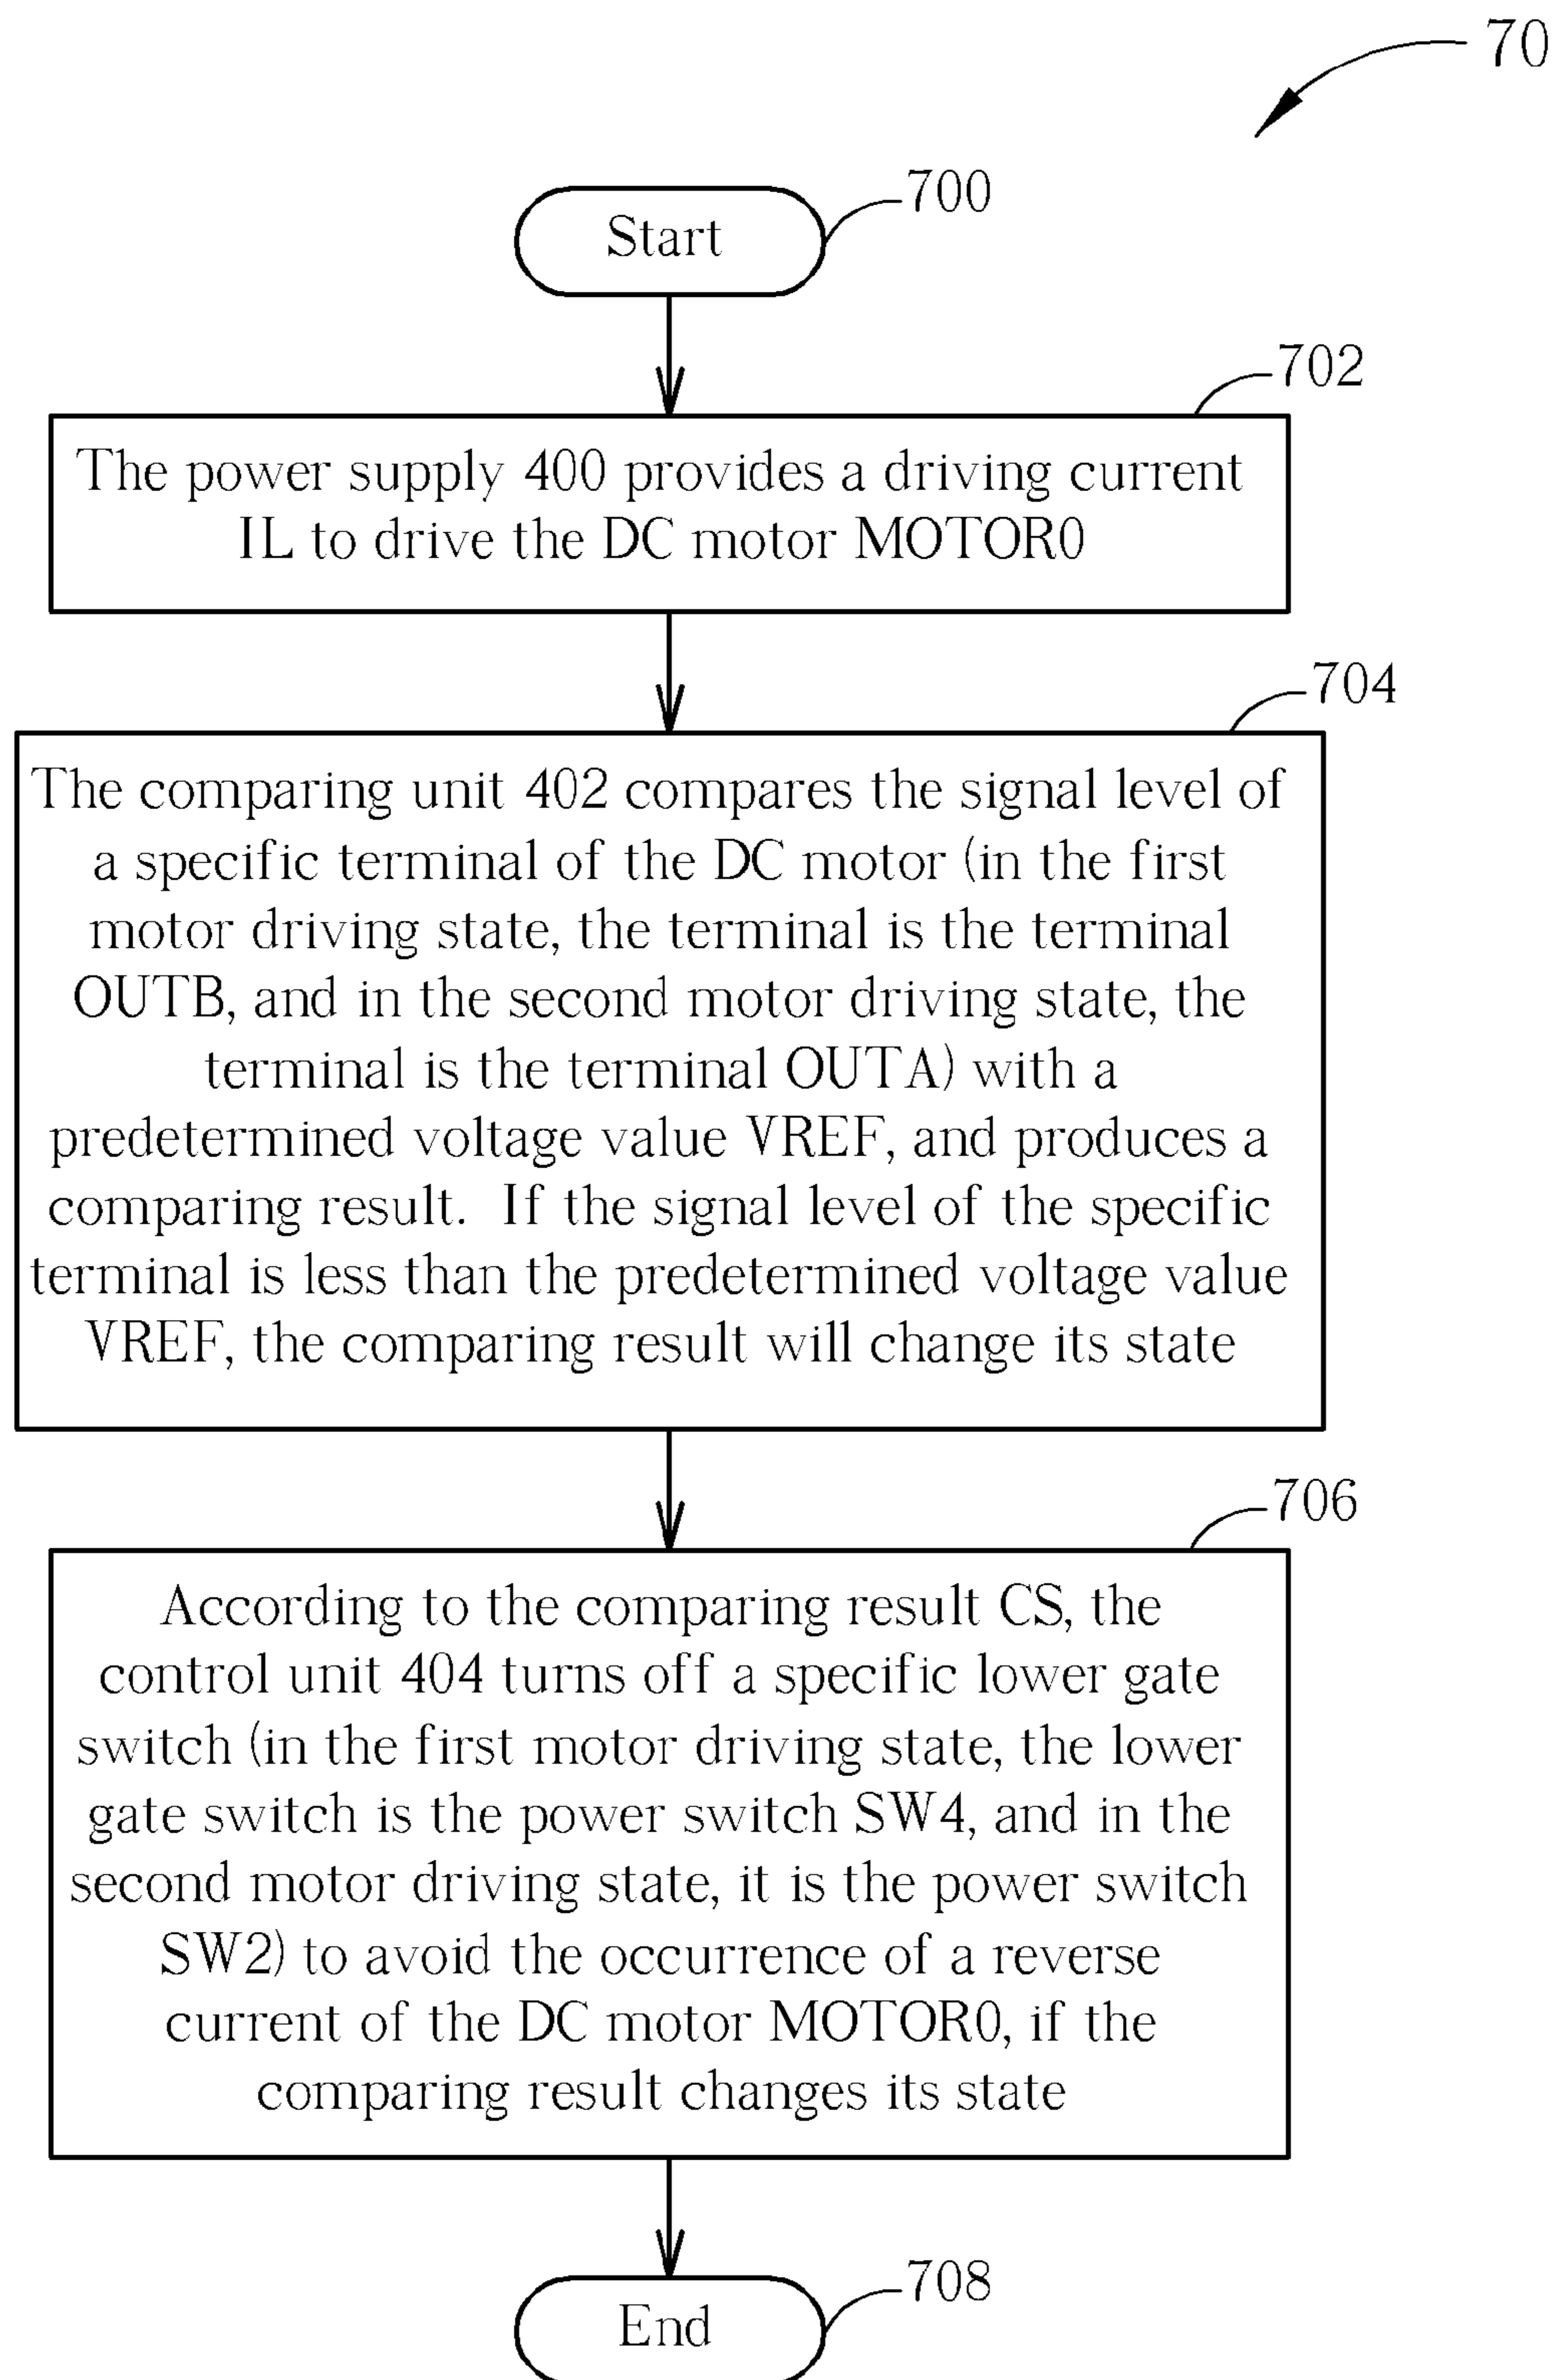 70
700
Start
702
The power supply 400 provides a driving current
IL to drive the DC motor MOTOR0
704
The comparing unit 402 compares the signal level of
a specific terminal of the DC motor (in the first
motor driving state, the terminal is the terminal
OUTB, and in the second motor driving state, the
terminal is the terminal OUTA) with a
predetermined voltage value VREF, and produces a
comparing result. If the signal level of the specific
terminal is less than the predetermined voltage value
VREF, the comparing result will change its state
706
According to the comparing result CS, the
control unit 404 turns off a specific lower gate
switch (in the first motor driving state, the lower
gate switch is the power switch SW4, and in the
second motor driving state, it is the power switch
SW2) to avoid the occurrence of a reverse
current of the DC motor MOTOR0, if the
comparing result changes its state
708
End